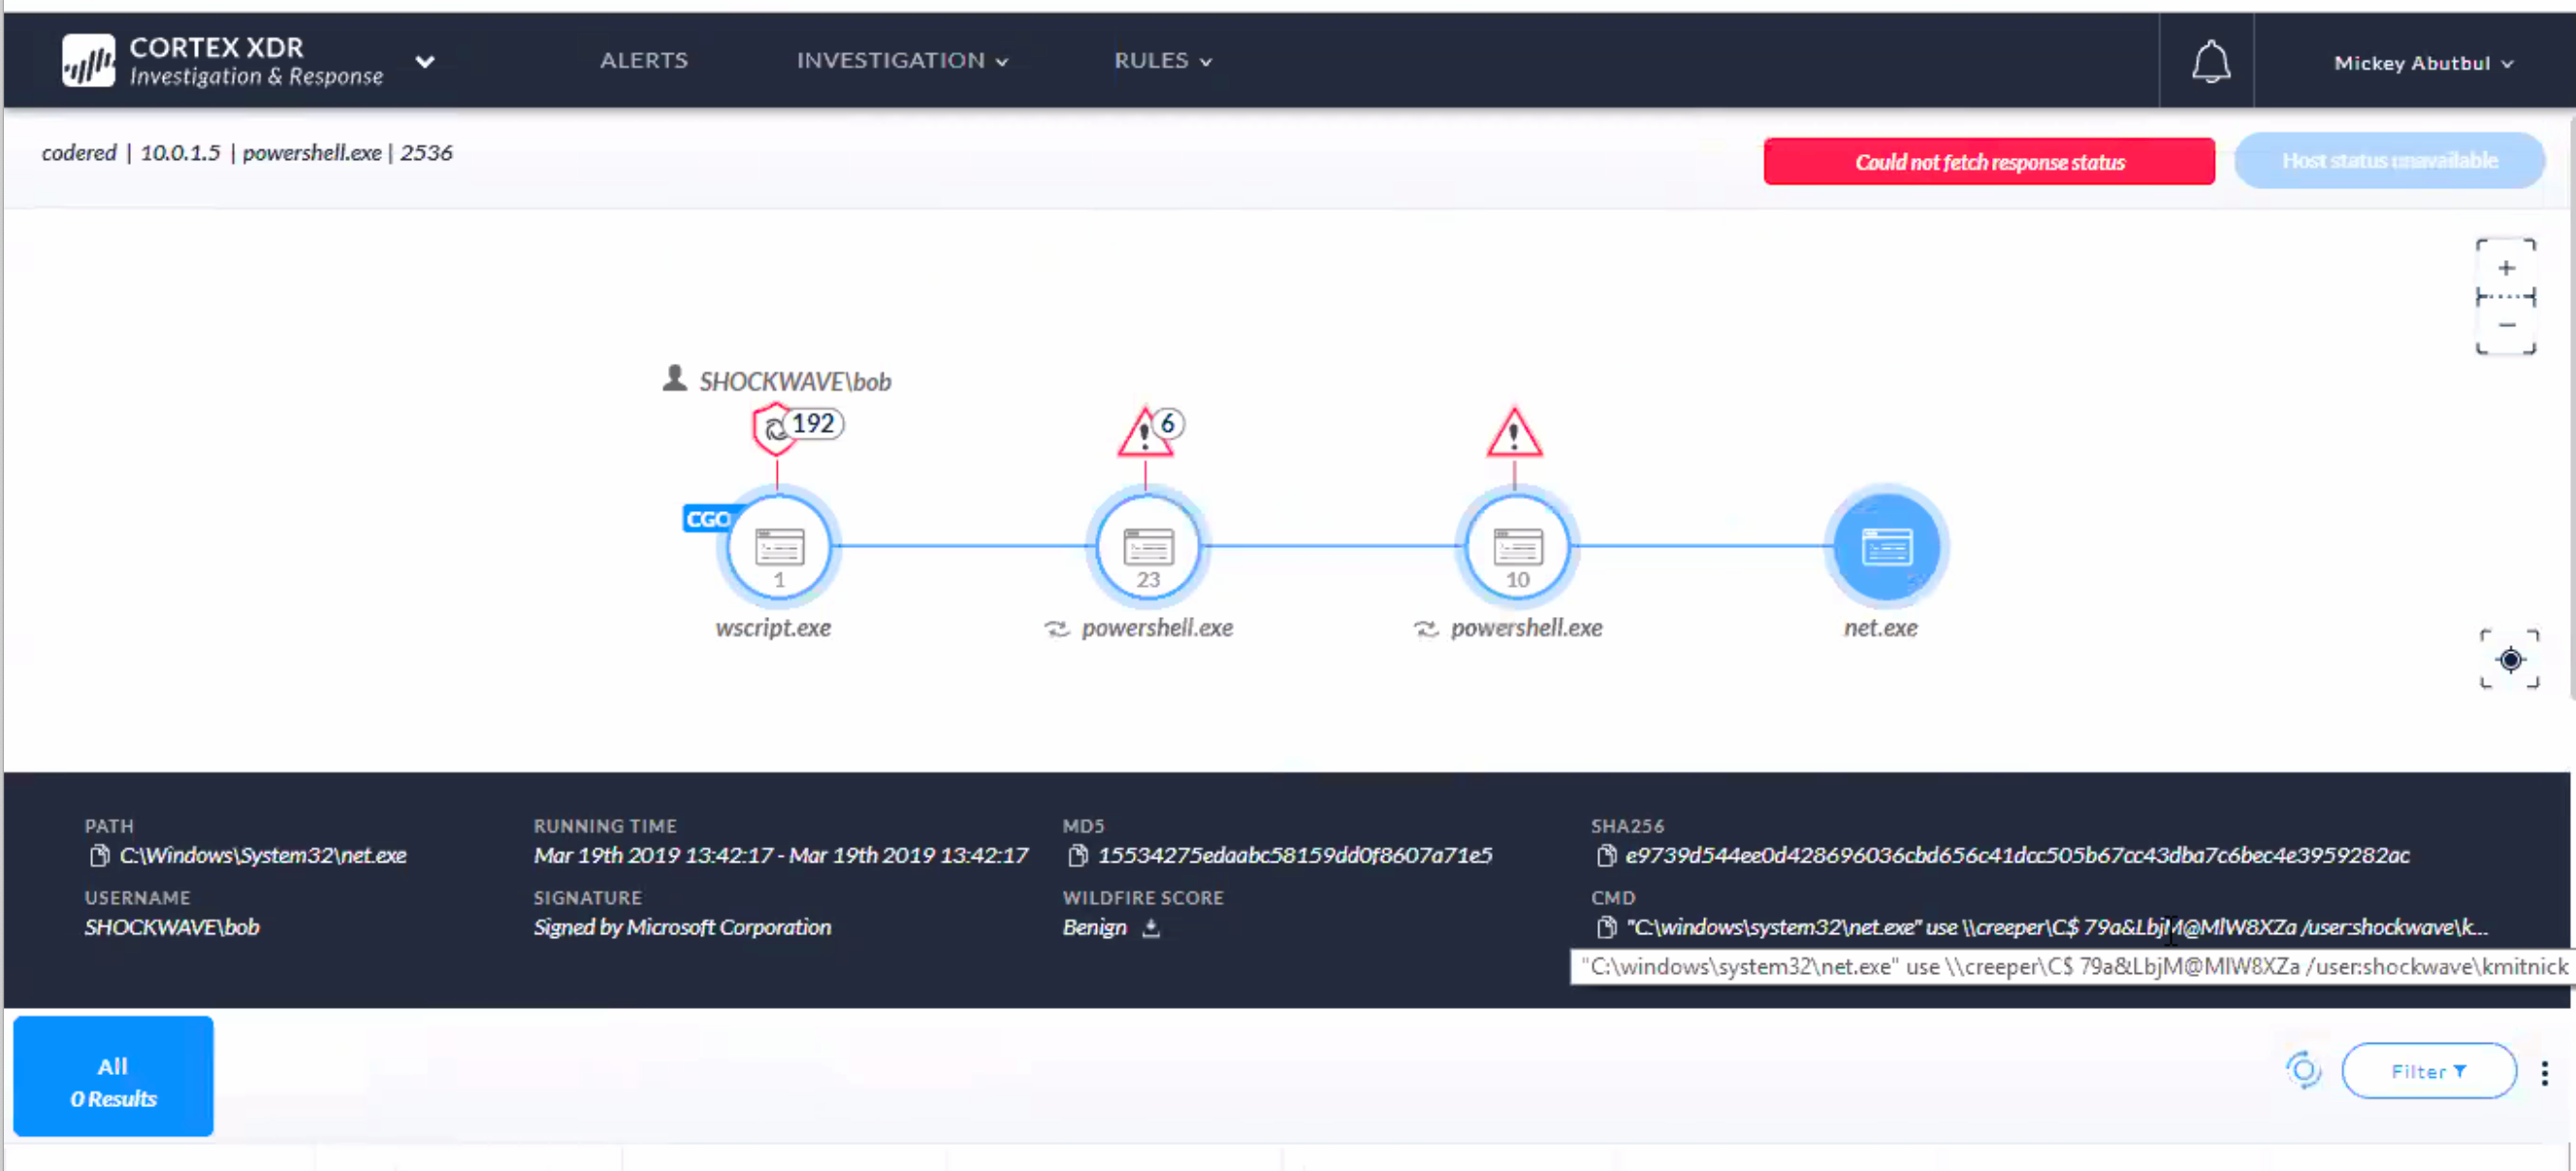 CORTEX XDR
Investigation & Response
ALERTS
INVESTIGATION
RULES
Mickey Abutbul
codered | 10.0.1.5 | powershell.exe | 2536
Could not fetch response status
Host status unavailable
+
−
SHOCKWAVE\bob
192
6
CGO
1
23
10
wscript.exe
powershell.exe
powershell.exe
net.exe
PATH
C:\Windows\System32\net.exe
RUNNING TIME
Mar 19th 2019 13:42:17 - Mar 19th 2019 13:42:17
MD5
15534275edaabc58159dd0f8607a71e5
SHA256
e9739d544ee0d428696036cbd656c41dcc505b67cc43dba7c6bec4e3959282ac
USERNAME
SHOCKWAVE\bob
SIGNATURE
Signed by Microsoft Corporation
WILDFIRE SCORE
Benign
CMD
"C:\windows\system32\net.exe" use \\creeper\C$ 79a&LbjM@MlW8XZa /user:shockwave\k...
"C:\windows\system32\net.exe" use \\creeper\C$ 79a&LbjM@MlW8XZa /user:shockwave\kmitnick
All
0 Results
Filter